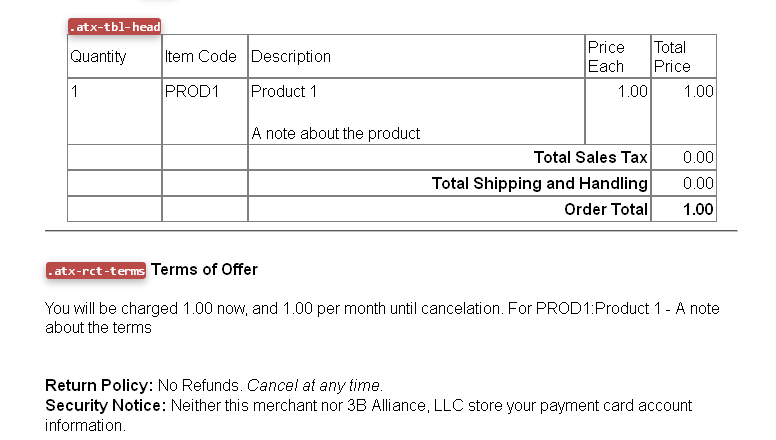 .atx-tbl-head
Quantity Item Code Description Price Each Total Price
1 PROD1 Product 1 1.00 1.00
A note about the product
Total Sales Tax 0.00
Total Shipping and Handling 0.00
Order Total 1.00
.atx-rct-terms Terms of Offer
You will be charged 1.00 now, and 1.00 per month until cancelation. For PROD1:Product 1 - A note
about the terms
Return Policy: No Refunds. Cancel at any time.
Security Notice: Neither this merchant nor 3B Alliance, LLC store your payment card account
information.